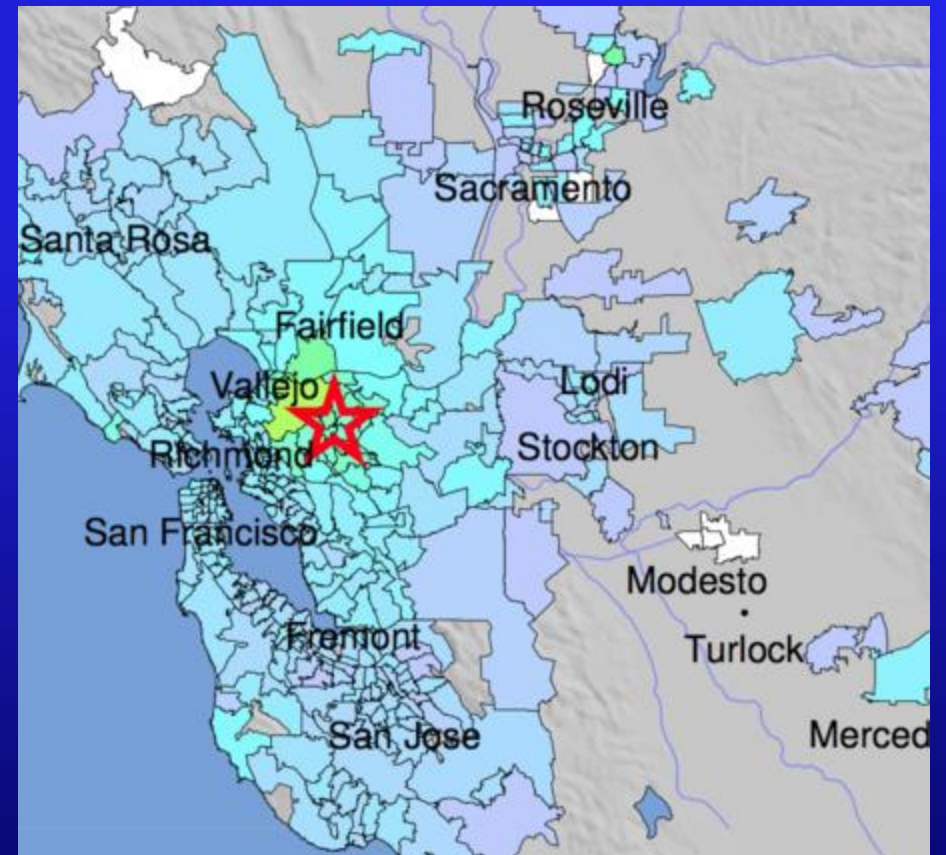 Roseville
Sacramento
Santa Rosa
Fairfield
Vallejo
Lodi
Richmond
Stockton
San Francisco
Modesto
Fremont
Turlock
San Jose
Merced